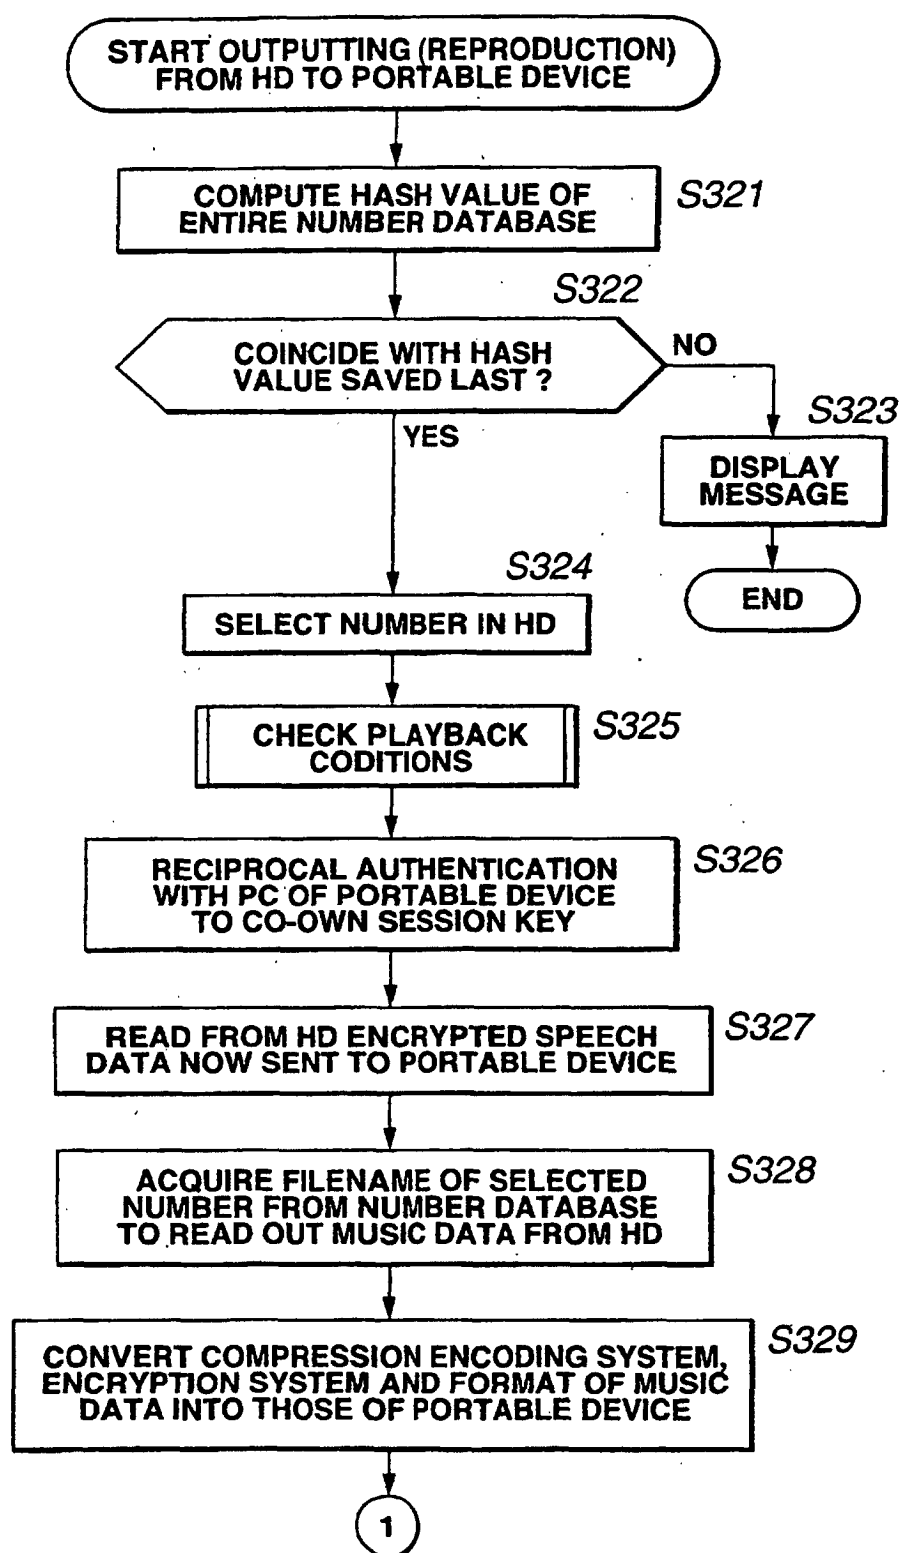 START OUTPUTTING (REPRODUCTION)
FROM HD TO PORTABLE DEVICE
COMPUTE HASH VALUE OF
ENTIRE NUMBER DATABASE
S321
S322
COINCIDE WITH HASH
VALUE SAVED LAST ?
NO
YES
S323
DISPLAY
MESSAGE
END
S324
SELECT NUMBER IN HD
CHECK PLAYBACK
CODITIONS
S325
RECIPROCAL AUTHENTICATION
WITH PC OF PORTABLE DEVICE
TO CO-OWN SESSION KEY
S326
READ FROM HD ENCRYPTED SPEECH
DATA NOW SENT TO PORTABLE DEVICE
S327
ACQUIRE FILENAME OF SELECTED
NUMBER FROM NUMBER DATABASE
TO READ OUT MUSIC DATA FROM HD
S328
CONVERT COMPRESSION ENCODING SYSTEM,
ENCRYPTION SYSTEM AND FORMAT OF MUSIC
DATA INTO THOSE OF PORTABLE DEVICE
S329
1